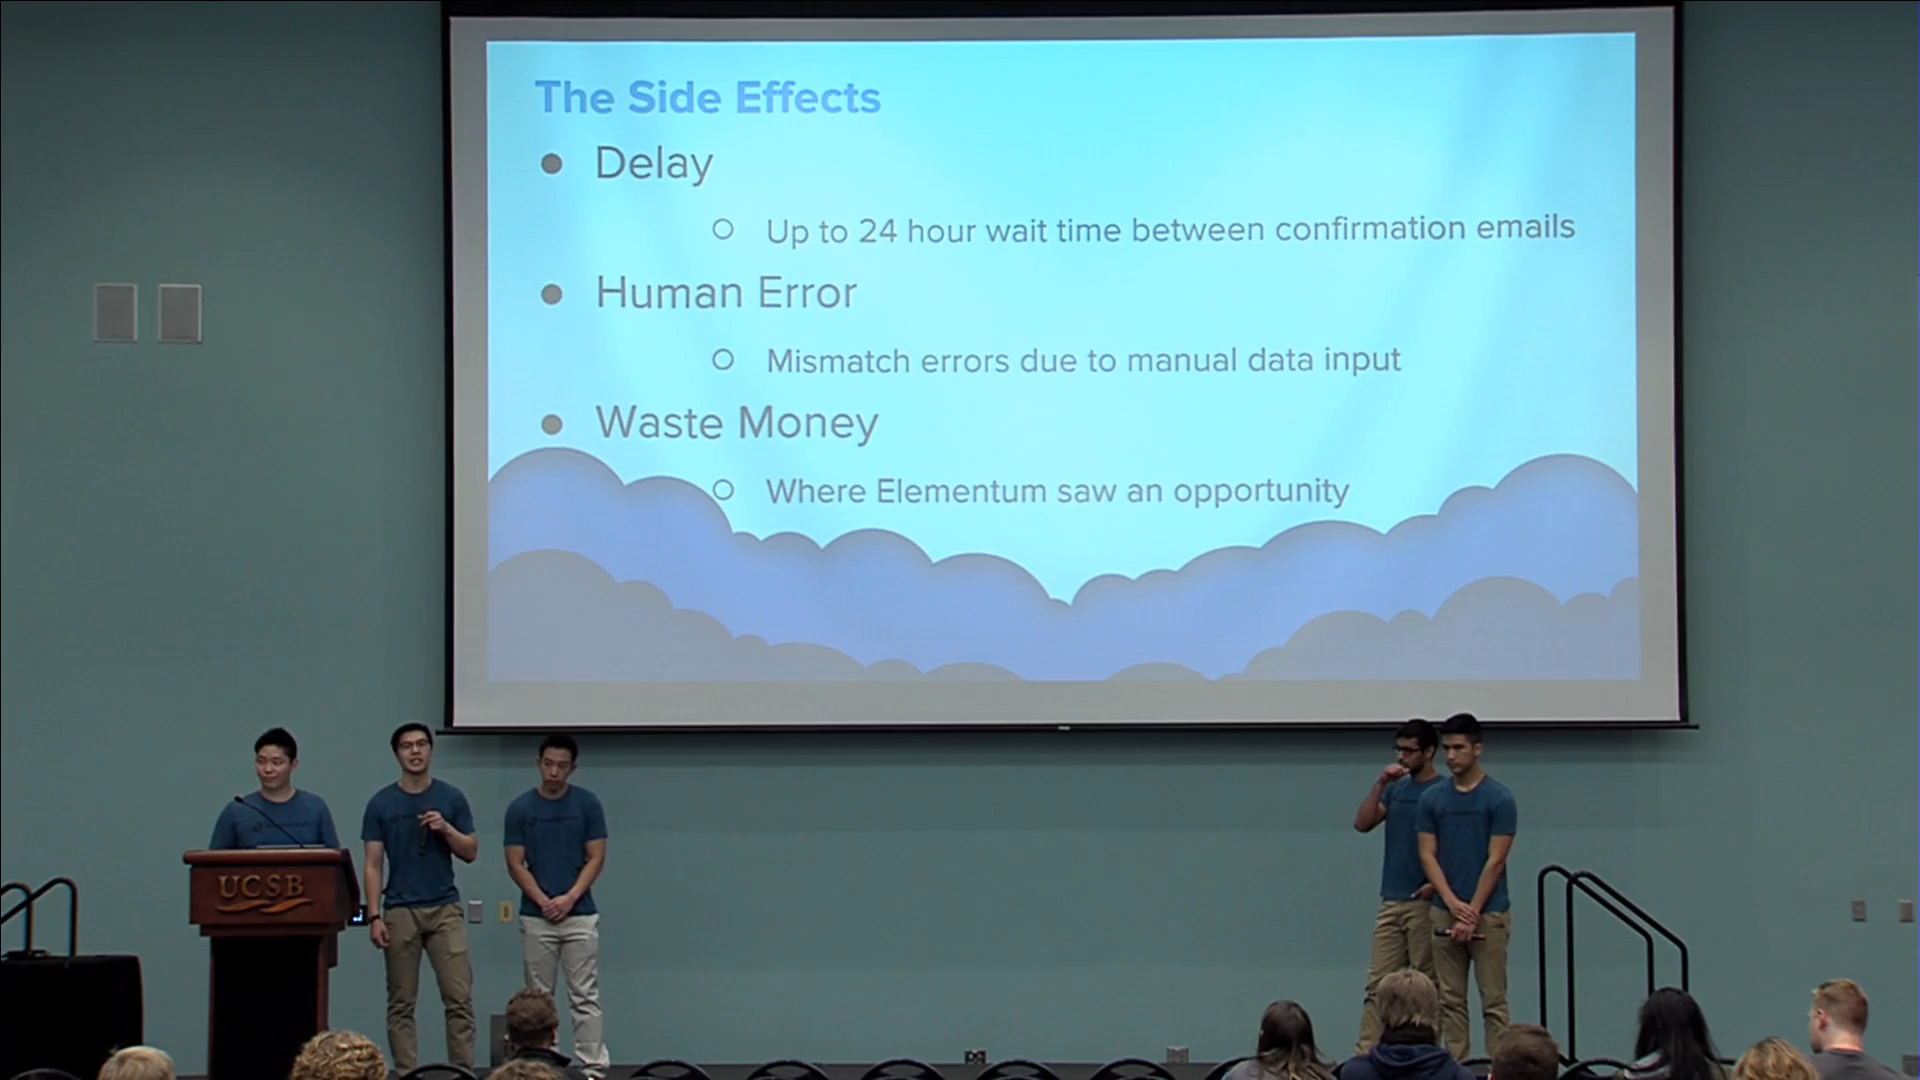 The Side Effects
● Delay
○ Up to 24 hour wait time between confirmation emails
● Human Error
○ Mismatch errors due to manual data input
● Waste Money
○ Where Elementum saw an opportunity
UCSB